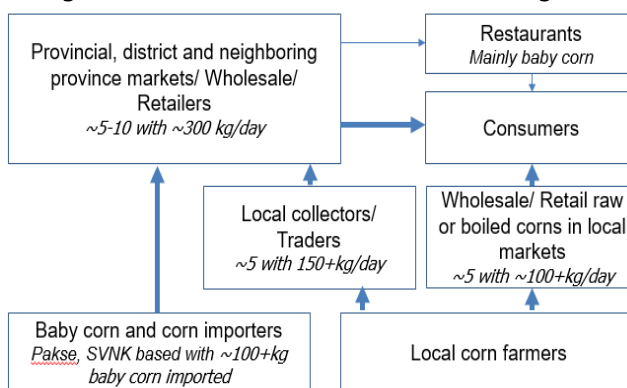 Provincial, district and neighboring
province markets/ Wholesale/
Retailers
~5-10 with ~300 kg/day
Restaurants
Mainly baby corn
Consumers
Local collectors/
Traders
~5 with 150+kg/day
Wholesale/ Retail raw
or boiled corns in local
markets
~5 with ~100+kg/day
Baby corn and corn importers
Pakse, SVNK based with ~100+kg
baby corn imported
Local corn farmers